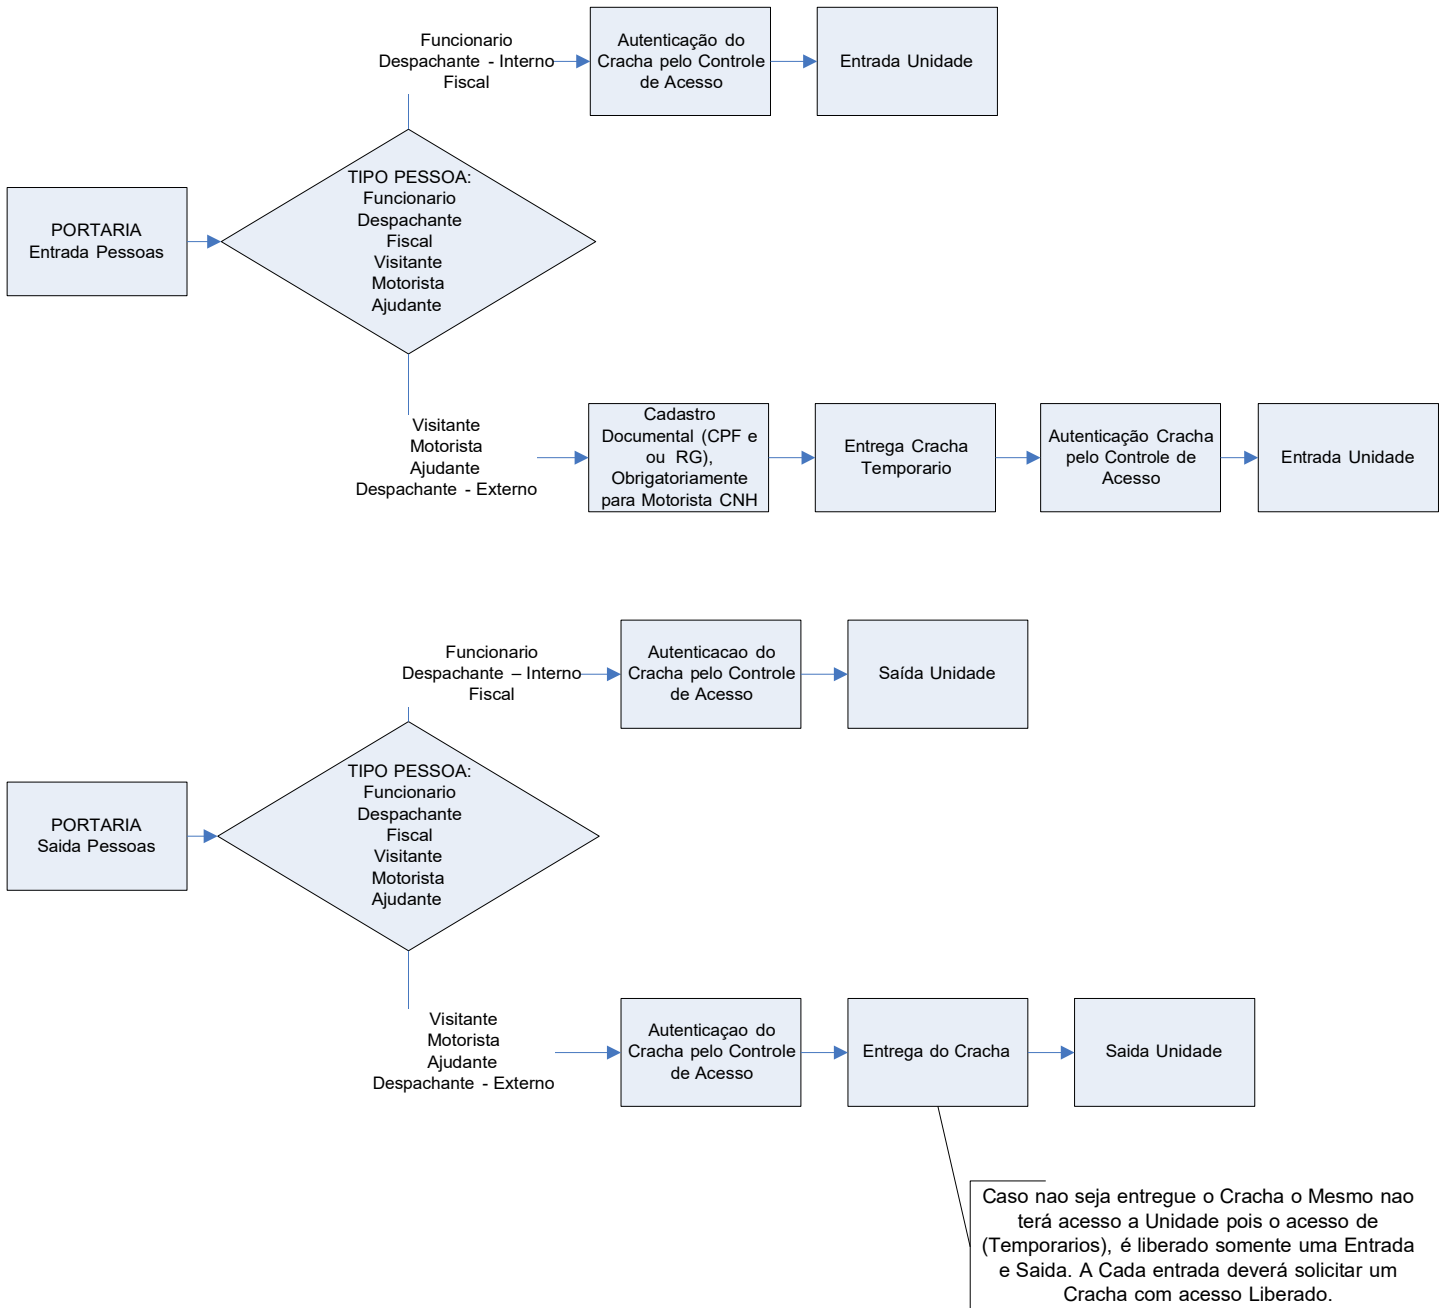 Funcionario
Despachante - Interno
Fiscal
Autenticação do
Cracha pelo Controle
de Acesso
Entrada Unidade
PORTARIA
Entrada Pessoas
TIPO PESSOA:
Funcionario
Despachante
Fiscal
Visitante
Motorista
Ajudante
Visitante
Motorista
Ajudante
Despachante - Externo
Cadastro
Documental (CPF e
ou RG),
Obrigatoriamente
para Motorista CNH
Entrega Cracha
Temporario
Autenticação Cracha
pelo Controle de
Acesso
Entrada Unidade
Funcionario
Despachante – Interno
Fiscal
Autenticacao do
Cracha pelo Controle
de Acesso
Saída Unidade
PORTARIA
Saida Pessoas
TIPO PESSOA:
Funcionario
Despachante
Fiscal
Visitante
Motorista
Ajudante
Visitante
Motorista
Ajudante
Despachante - Externo
Autenticaçao do
Cracha pelo Controle
de Acesso
Entrega do Cracha
Saida Unidade
Caso nao seja entregue o Cracha o Mesmo nao
terá acesso a Unidade pois o acesso de
(Temporarios), é liberado somente uma Entrada
e Saida. A Cada entrada deverá solicitar um
Cracha com acesso Liberado.